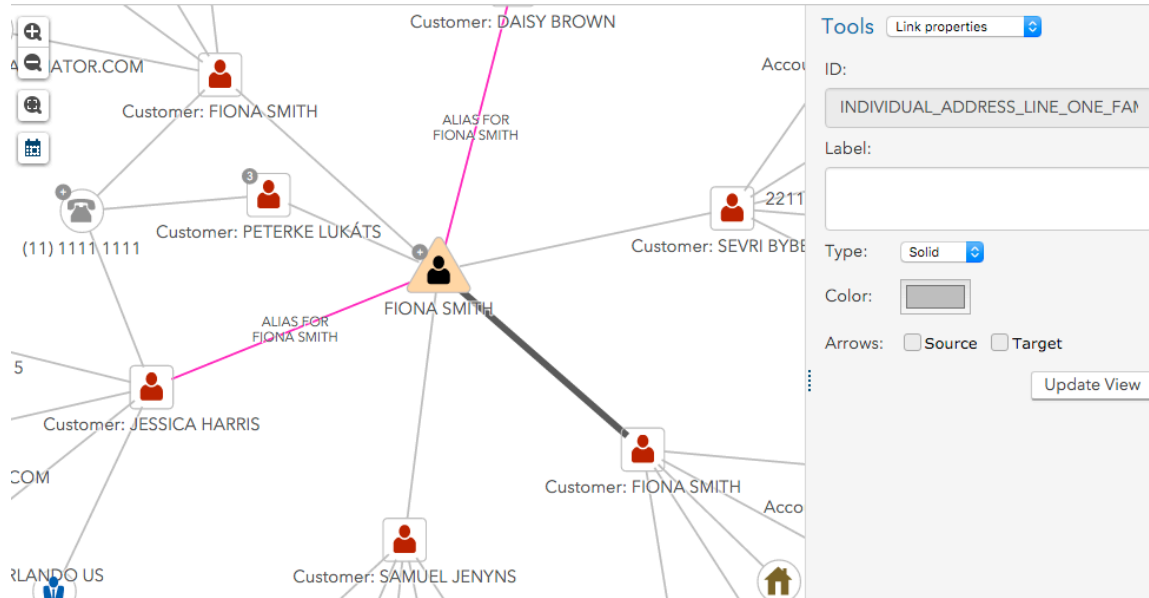 Customer: DAISY BROWN
ATOR.COM
Customer: FIONA SMITH
ALIAS FOR
FIONA SMITH
3
+
(11) 1111 1111
Customer: PETERKE LUKÁTS
2211
Customer: SEVRI BYBE
+
FIONA SMITH
ALIAS FOR
FIONA SMITH
5
Customer: JESSICA HARRIS
COM
Customer: FIONA SMITH
Acco
RLANDO US
Customer: SAMUEL JENYNS
Accou
Tools Link properties
ID:
INDIVIDUAL_ADDRESS_LINE_ONE_FAM
Label:
Type: Solid
Color:
Arrows: Source Target
Update View